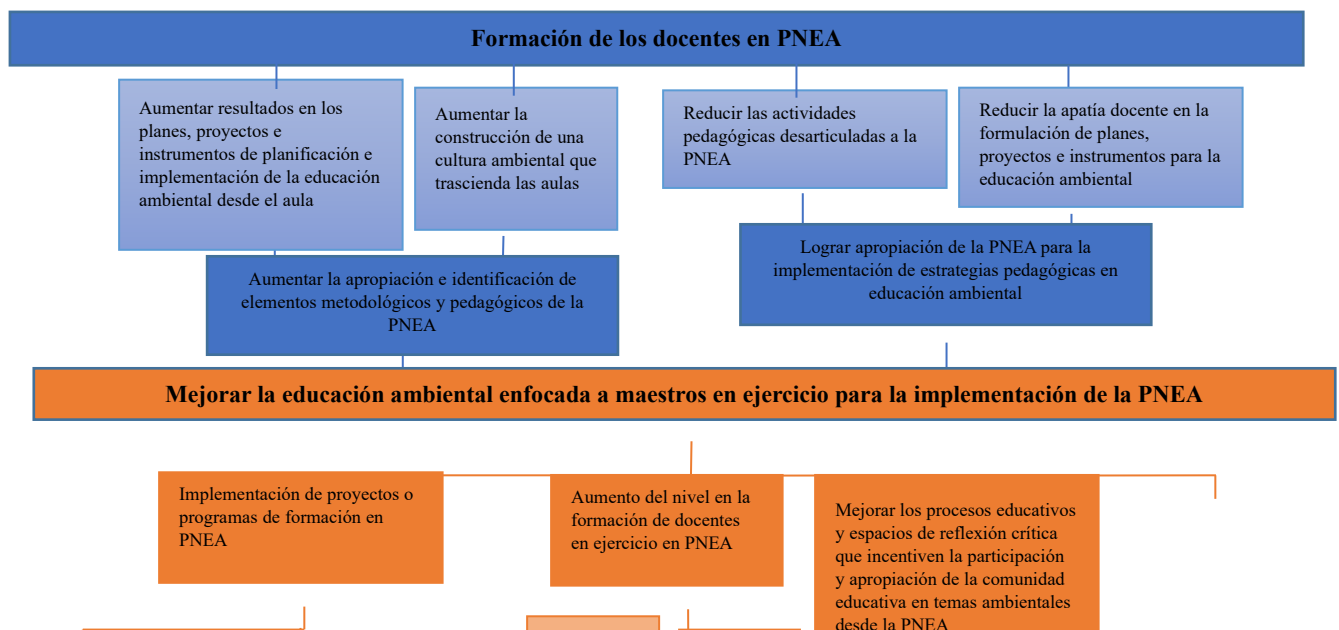 Formación de los docentes en PNEA
Aumentar resultados en los
planes, proyectos e
instrumentos de planificación e
implementación de la educación
ambiental desde el aula
Aumentar la
construcción de una
cultura ambiental que
trascienda las aulas
Reducir las actividades
pedagógicas desarticuladas a la
PNEA
Reducir la apatía docente en la
formulación de planes,
proyectos e instrumentos para la
educación ambiental
Aumentar la apropiación e identificación de
elementos metodológicos y pedagógicos de la
PNEA
Lograr apropiación de la PNEA para la
implementación de estrategias pedagógicas en
educación ambiental
Mejorar la educación ambiental enfocada a maestros en ejercicio para la implementación de la PNEA
Implementación de proyectos o
programas de formación en
PNEA
Aumento del nivel en la
formación de docentes
en ejercicio en PNEA
Mejorar los procesos educativos
y espacios de reflexión crítica
que incentiven la participación
y apropiación de la comunidad
educativa en temas ambientales
desde la PNEA